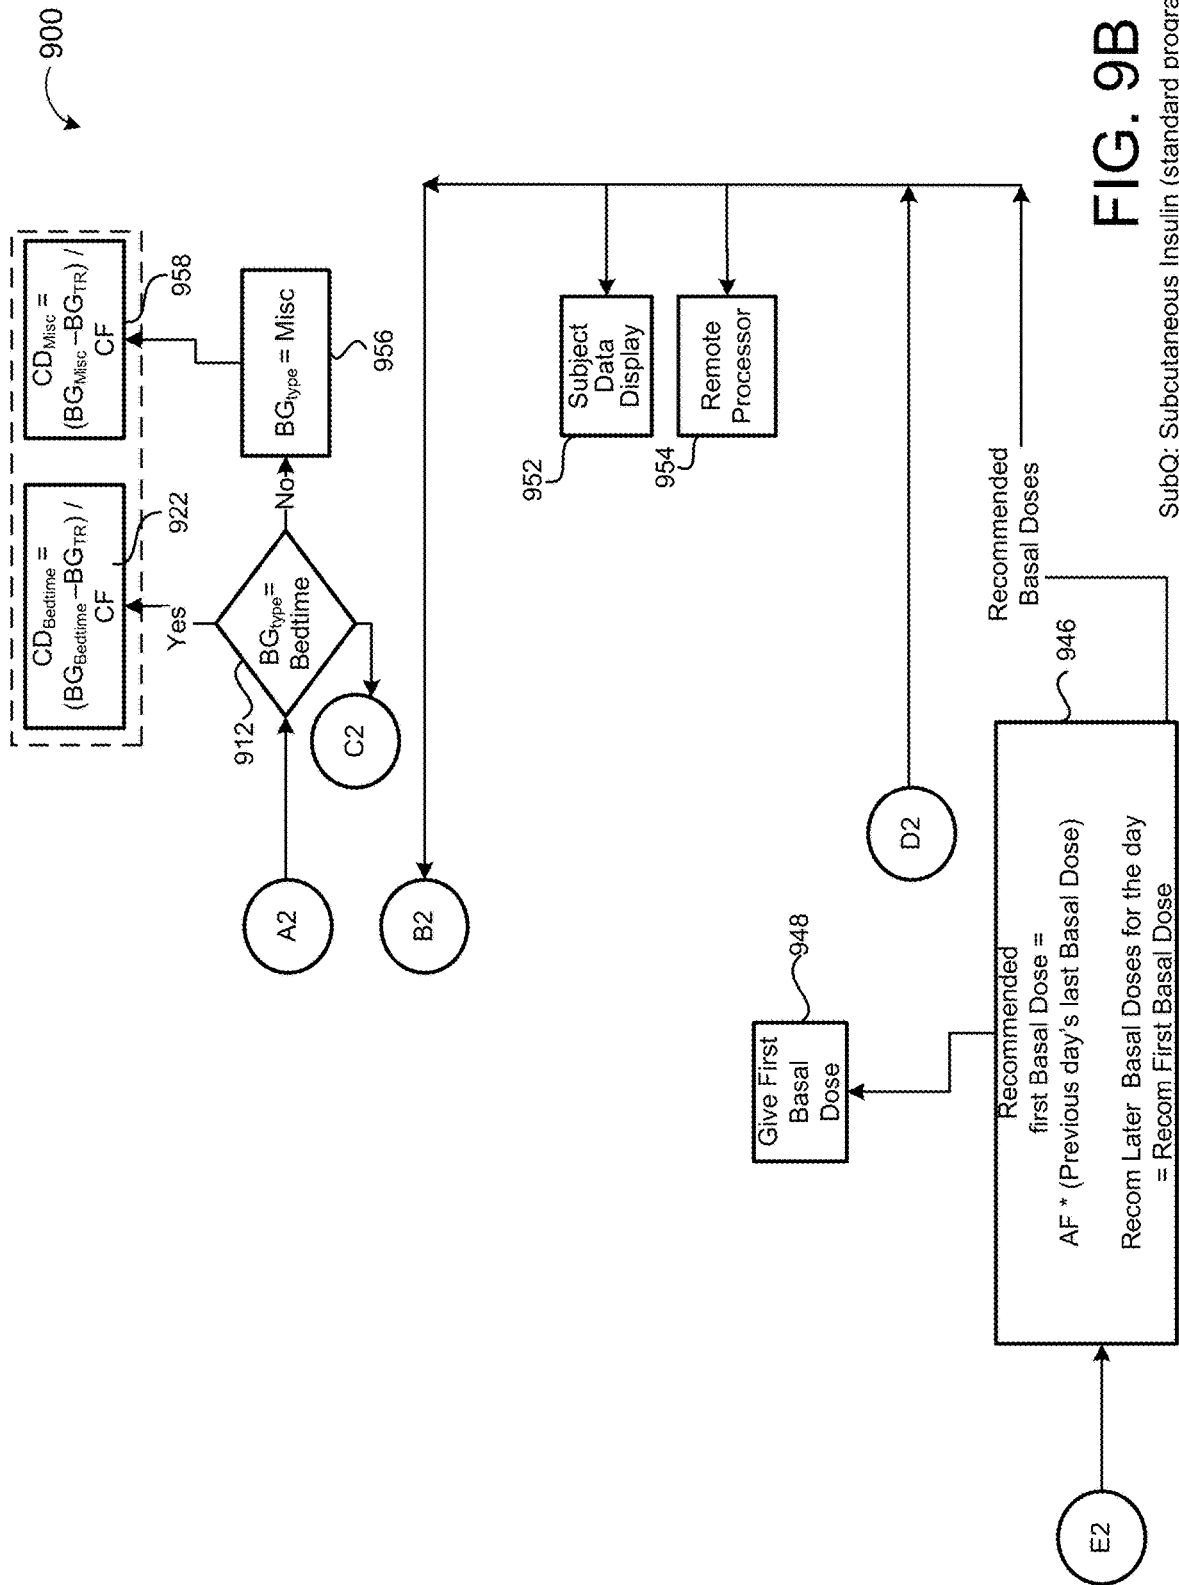 900
CD_Bedtime =
(BG_Bedtime – BG_TR) /
CF
922
CD_Misc =
(BG_Misc – BG_TR) /
CF
958
Yes
A2
912
BG_type =
Bedtime
No
BG_type = Misc
956
C2
B2
952
Subject
Data
Display
954
Remote
Processor
Give First
Basal
Dose
948
D2
E2
Recommended
first Basal Dose =
AF * (Previous day's last Basal Dose)
Recom Later Basal Doses for the day
= Recom First Basal Dose
946
Recommended
Basal Doses
FIG. 9B
SubQ: Subcutaneous Insulin (standard progra